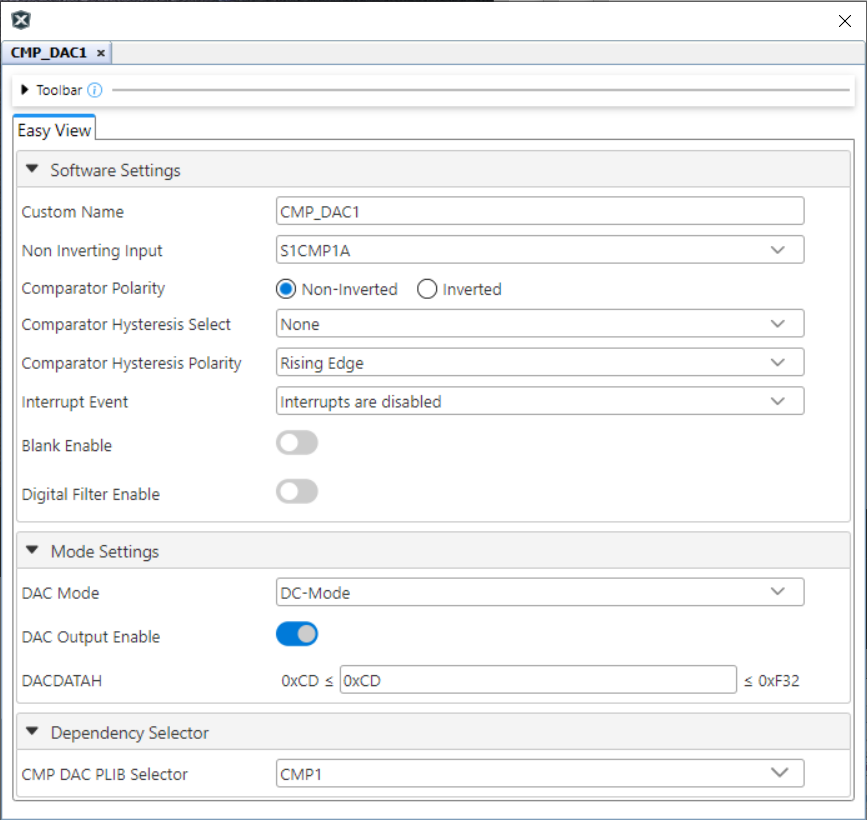 CMP_DAC1 ×
Toolbar i
Easy View
Software Settings
Custom Name CMP_DAC1
Non Inverting Input S1CMP1A
Comparator Polarity Non-Inverted Inverted
Comparator Hysteresis Select None
Comparator Hysteresis Polarity Rising Edge
Interrupt Event Interrupts are disabled
Blank Enable
Digital Filter Enable
Mode Settings
DAC Mode DC-Mode
DAC Output Enable
DACDATAH 0xCD ≤ 0xCD ≤ 0xF32
Dependency Selector
CMP DAC PLIB Selector CMP1